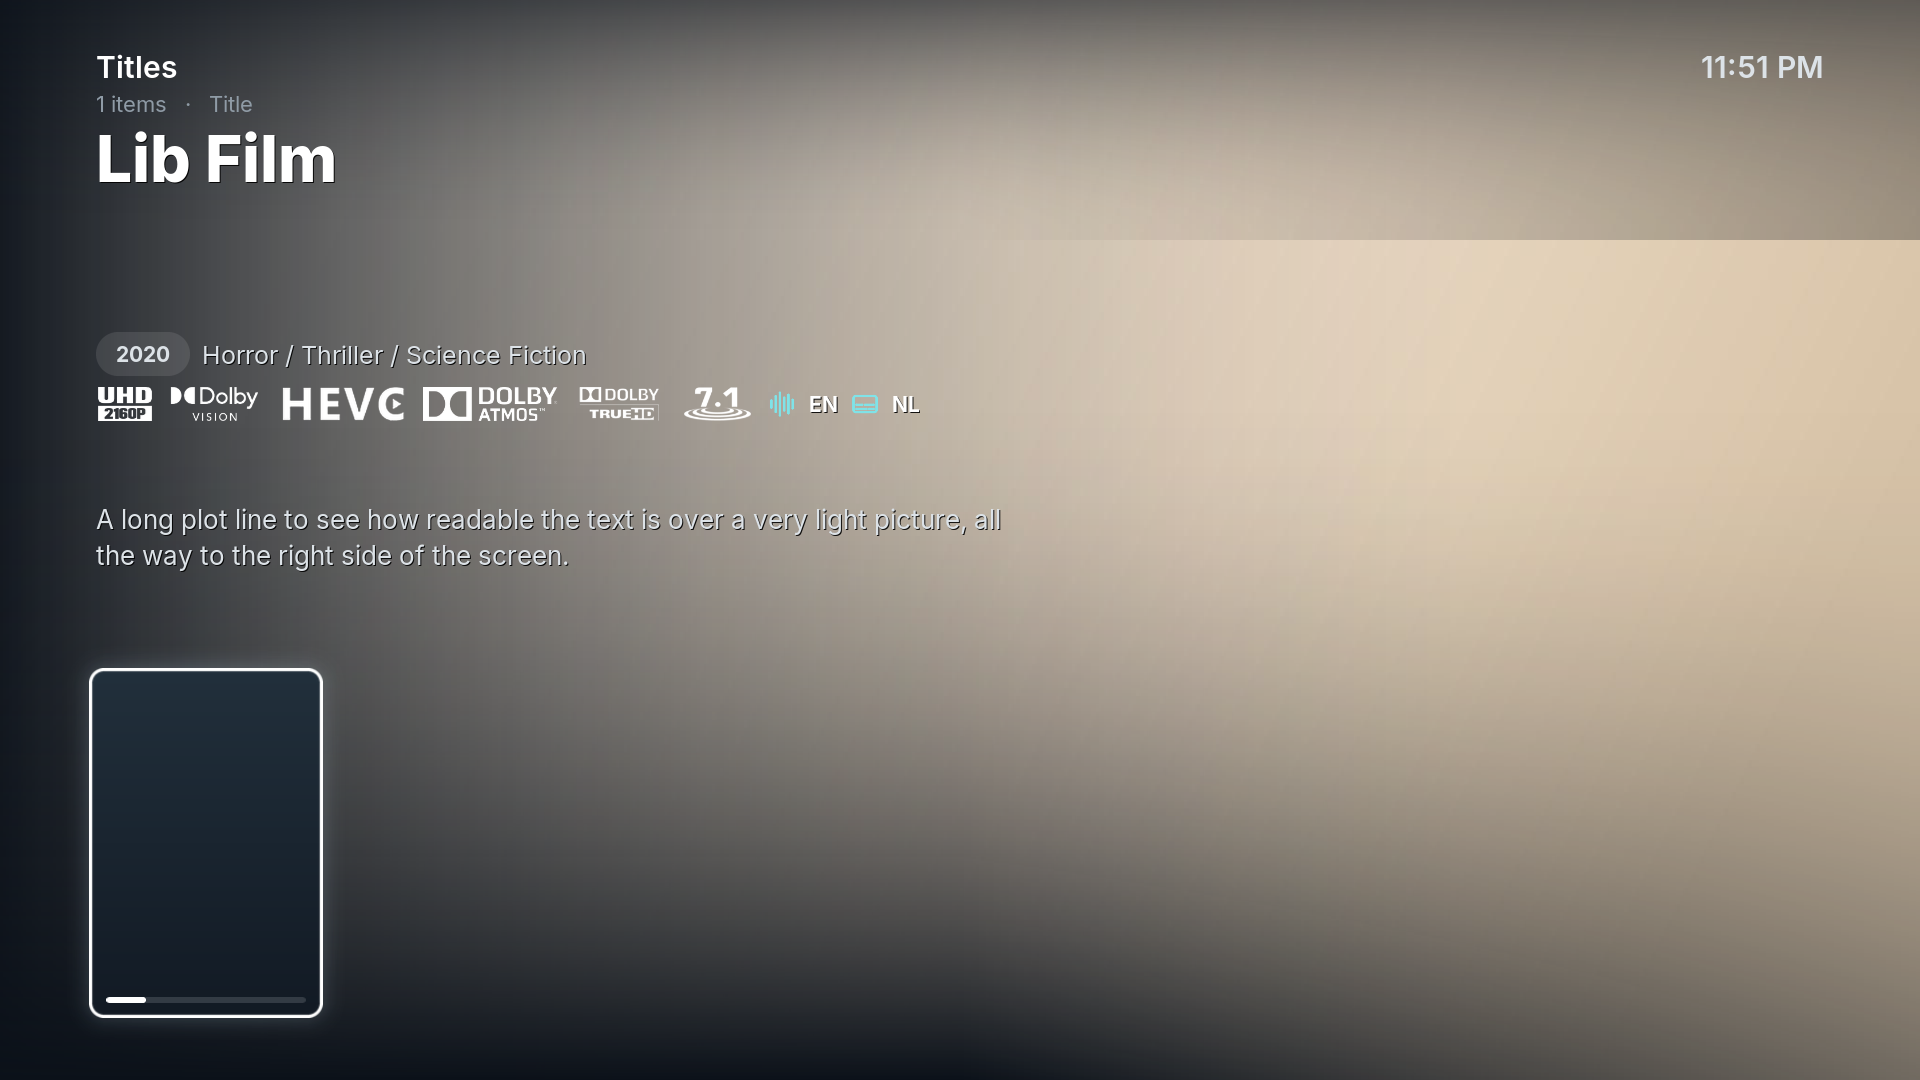 Titles
11:51 PM
1 items · Title
Lib Film
2020 Horror / Thriller / Science Fiction
UHD 2160P Dolby VISION HEVC DOLBY ATMOS™ DOLBY TRUEHD 7.1 EN NL
A long plot line to see how readable the text is over a very light picture, all
the way to the right side of the screen.